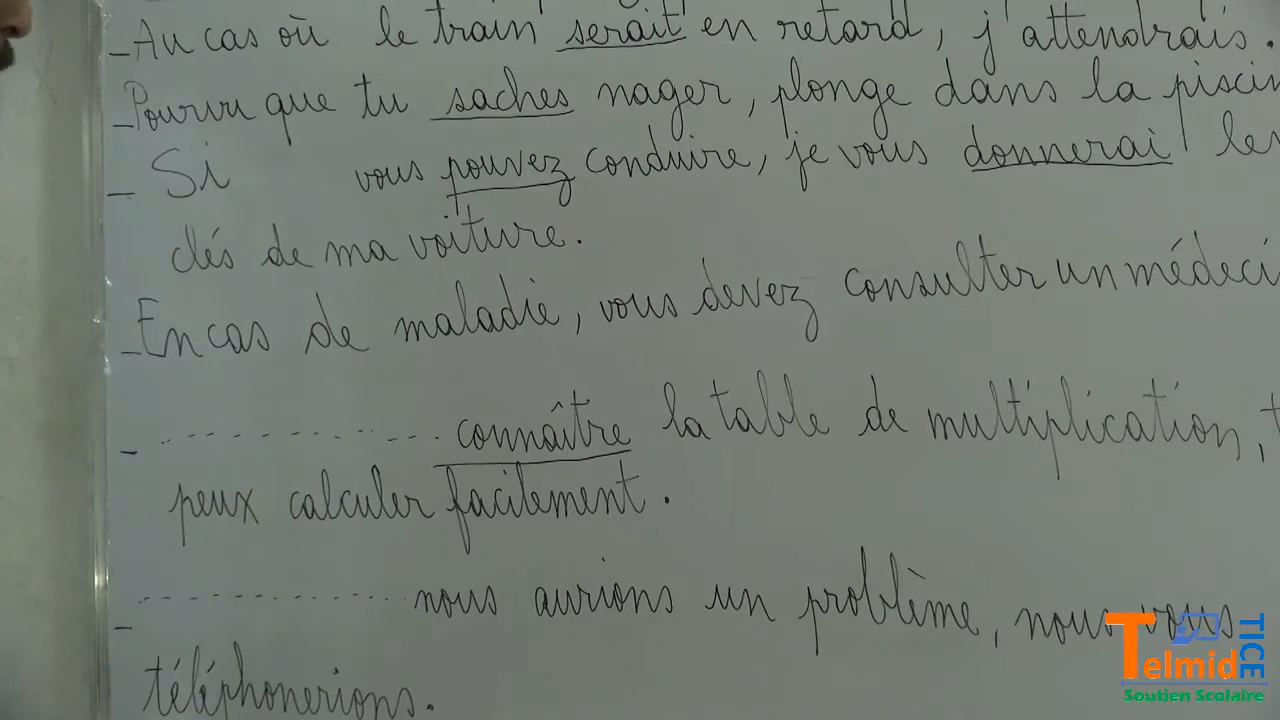 - Au cas où le train serait en retard, j'attendrais.
- Pourvu que tu saches nager, plonge dans la piscin
- Si vous pouvez conduire, je vous donnerai les
clés de ma voiture.
- En cas de maladie, vous devez consulter un médeci
- .................. connaître la table de multiplication, t
peux calculer facilement.
- .................. nous aurions un problème, nous vous
téléphonerions.
Telmid TICE
Soutien Scolaire